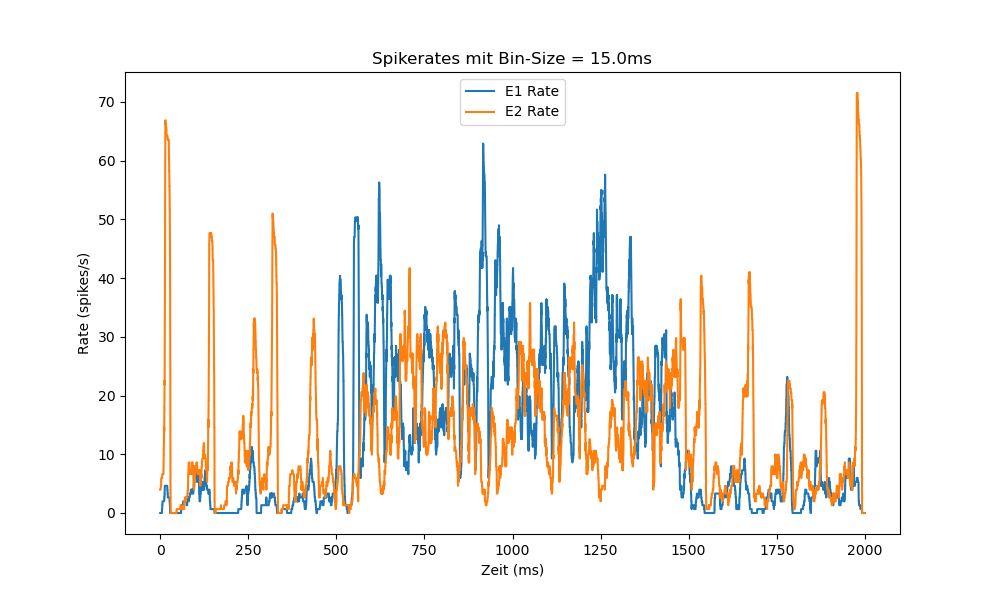 Spikerates mit Bin-Size = 15.0ms
E1 Rate
E2 Rate
Rate (spikes/s)
70
60
50
40
30
20
10
0
0 250 500 750 1000 1250 1500 1750 2000
Zeit (ms)